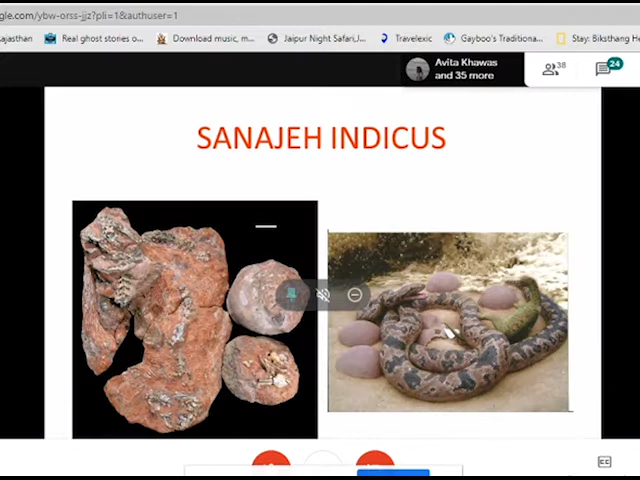 gle.com/ybw-orss-jjz?pli=1&authuser=1
ajasthan
Real ghost stories o...
Download music, m...
Jaipur Night Safari,J...
Travelexic
Gayboo's Traditiona...
Stay: Biksthang He
Avita Khawas
and 35 more
38
24
SANAJEH INDICUS
CC